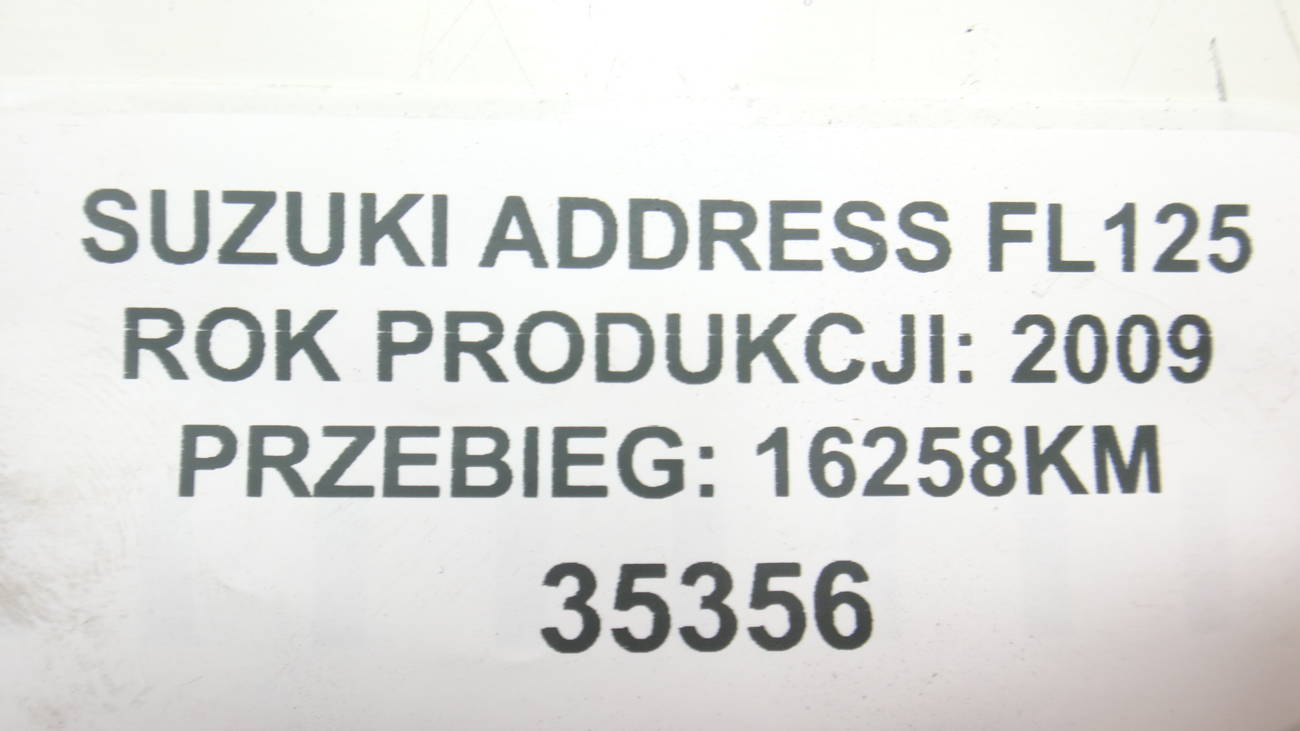 SUZUKI ADDRESS FL125
ROK PRODUKCJI: 2009
PRZEBIEG: 16258KM
35356